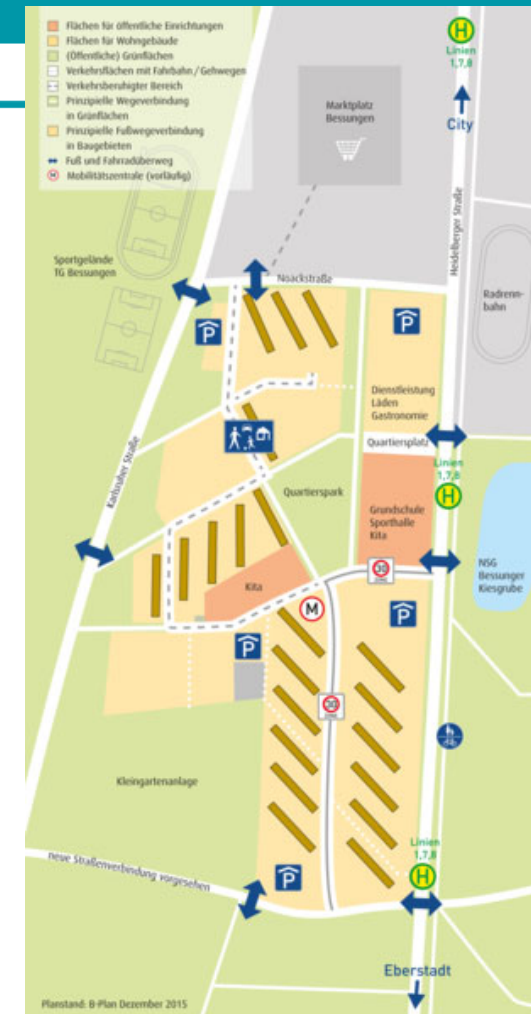 Flächen für öffentliche Einrichtungen
Flächen für Wohngebäude
(Öffentliche) Grünflächen
Verkehrsflächen mit Fahrbahn / Gehwegen
Verkehrsberuhigter Bereich
Prinzipielle Wegeverbindung
in Grünflächen
Prinzipielle Fußwegeverbindung
in Baugebieten
Fuß und Fahrradüberweg
M Mobilitätszentrale (vorläufig)
H
Linien
1,7,8
City
Marktplatz
Bessungen
Heidelberger Straße
Sportgelände
TG Bessungen
Noackstraße
Radrenn-
bahn
P
P
Dienstleistung
Läden
Gastronomie
Karlsruher Straße
Quartiersplatz
Linien
1,7,8
H
Quartierspark
Grundschule
Sporthalle
Kita
NSG
Bessunger
Kiesgrube
30
Kita
M
P
P
30
Kleingartenanlage
Linien
1,7,8
H
neue Straßenverbindung vorgesehen
P
Eberstadt
Planstand: B-Plan Dezember 2015